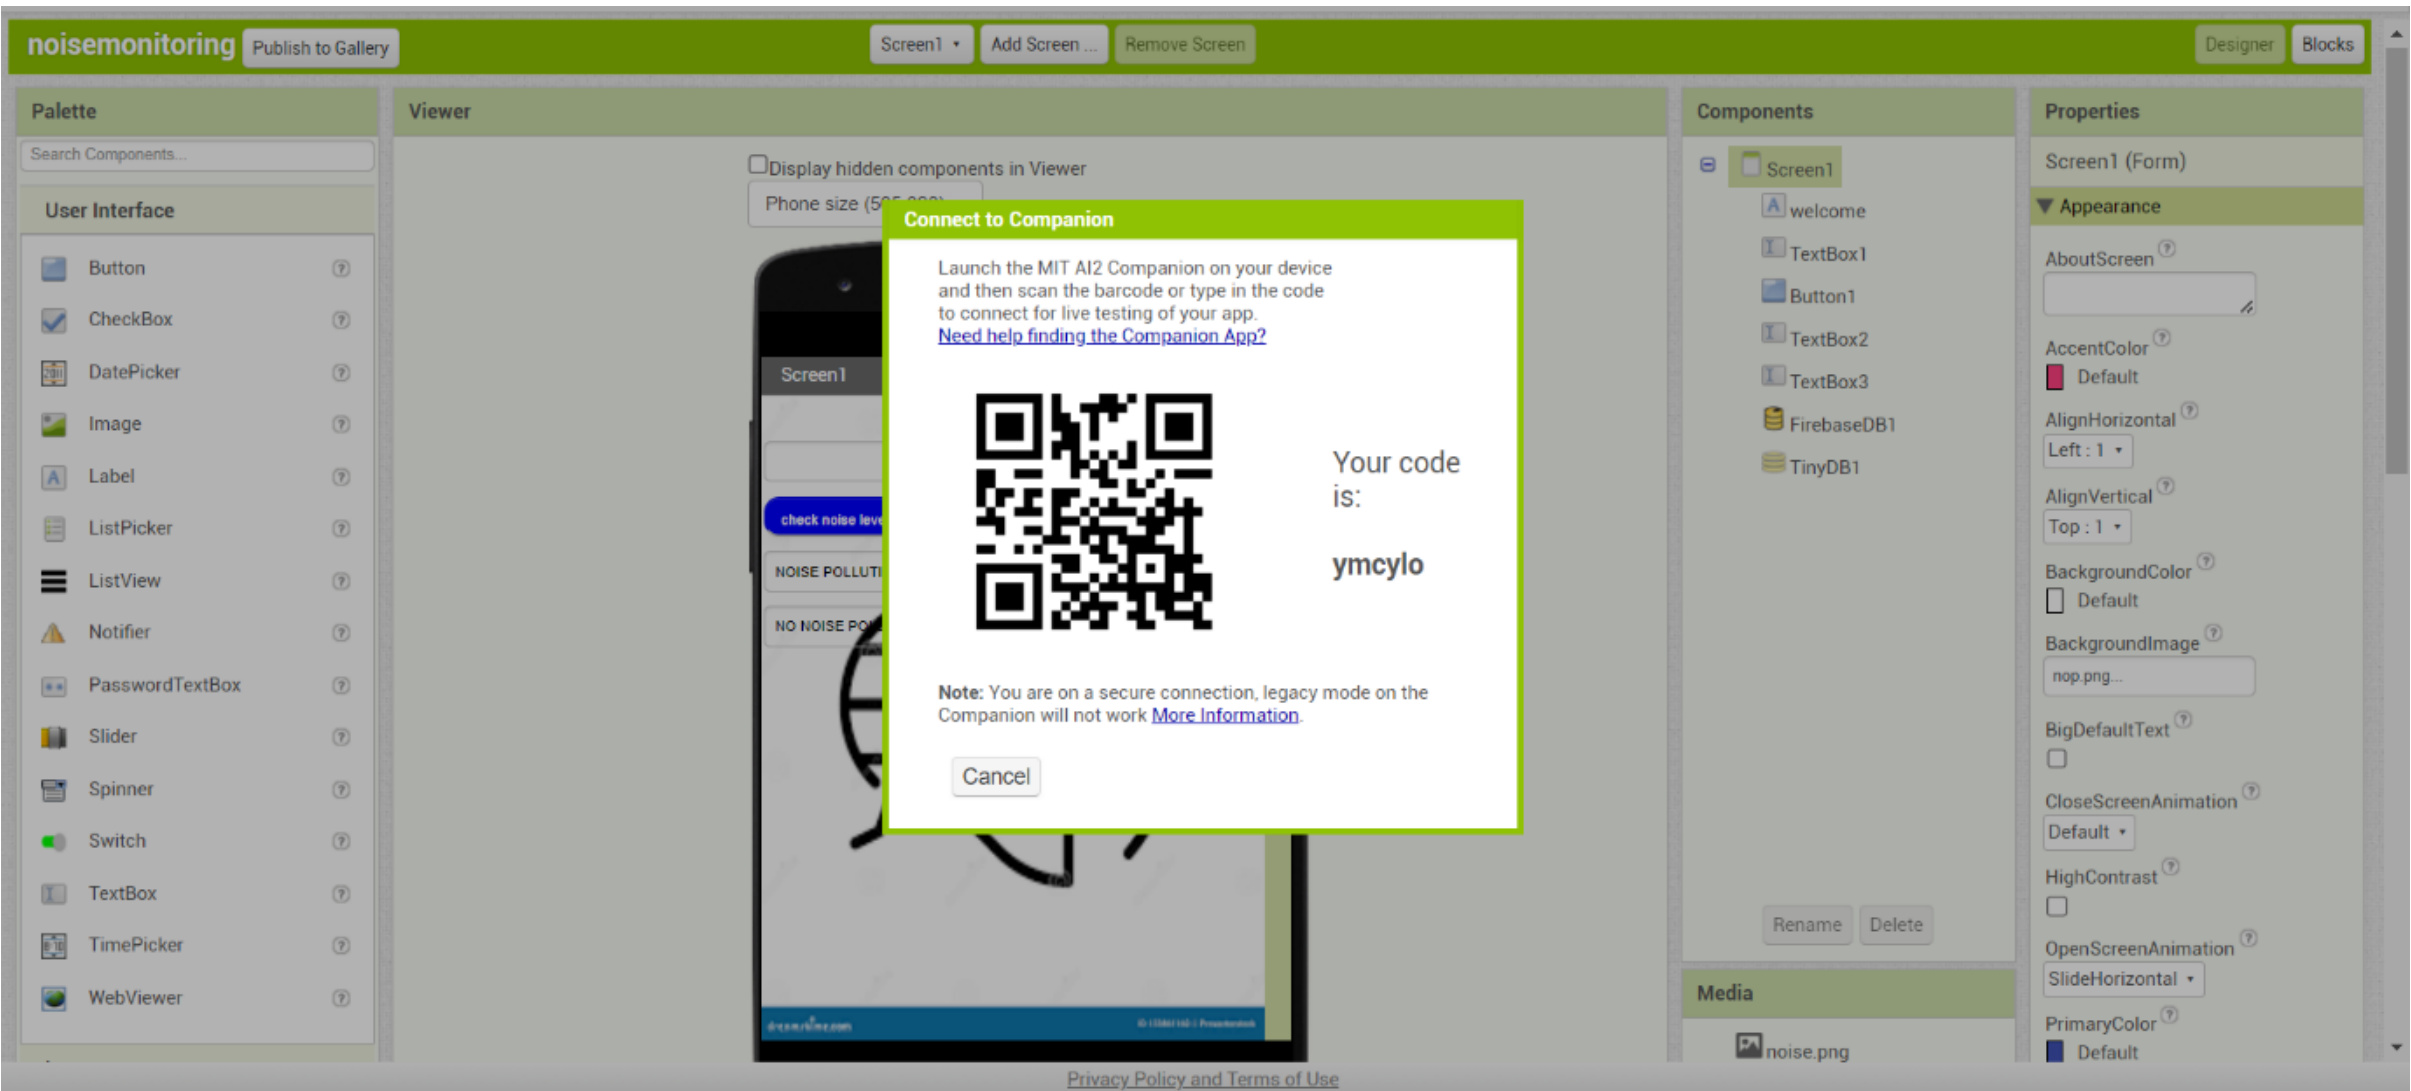 noisemonitoring
Publish to Gallery
Screen1
Add Screen ...
Remove Screen
Designer
Blocks
Palette
Search Components...
User Interface
Button
CheckBox
DatePicker
Image
Label
ListPicker
ListView
Notifier
PasswordTextBox
Slider
Spinner
Switch
TextBox
TimePicker
WebViewer
Viewer
Display hidden components in Viewer
Phone size
Screen1
check noise leve
NOISE POLLUTI
NO NOISE PO
dreamstime.com
Connect to Companion
Launch the MIT AI2 Companion on your device
and then scan the barcode or type in the code
to connect for live testing of your app.
Need help finding the Companion App?
Your code
is:
ymcylo
Note: You are on a secure connection, legacy mode on the
Companion will not work More Information.
Cancel
Components
Screen1
welcome
TextBox1
Button1
TextBox2
TextBox3
FirebaseDB1
TinyDB1
Rename
Delete
Media
noise.png
Properties
Screen1 (Form)
Appearance
AboutScreen
AccentColor
Default
AlignHorizontal
Left : 1
AlignVertical
Top : 1
BackgroundColor
Default
BackgroundImage
nop.png...
BigDefaultText
CloseScreenAnimation
Default
HighContrast
OpenScreenAnimation
SlideHorizontal
PrimaryColor
Default
Privacy Policy and Terms of Use